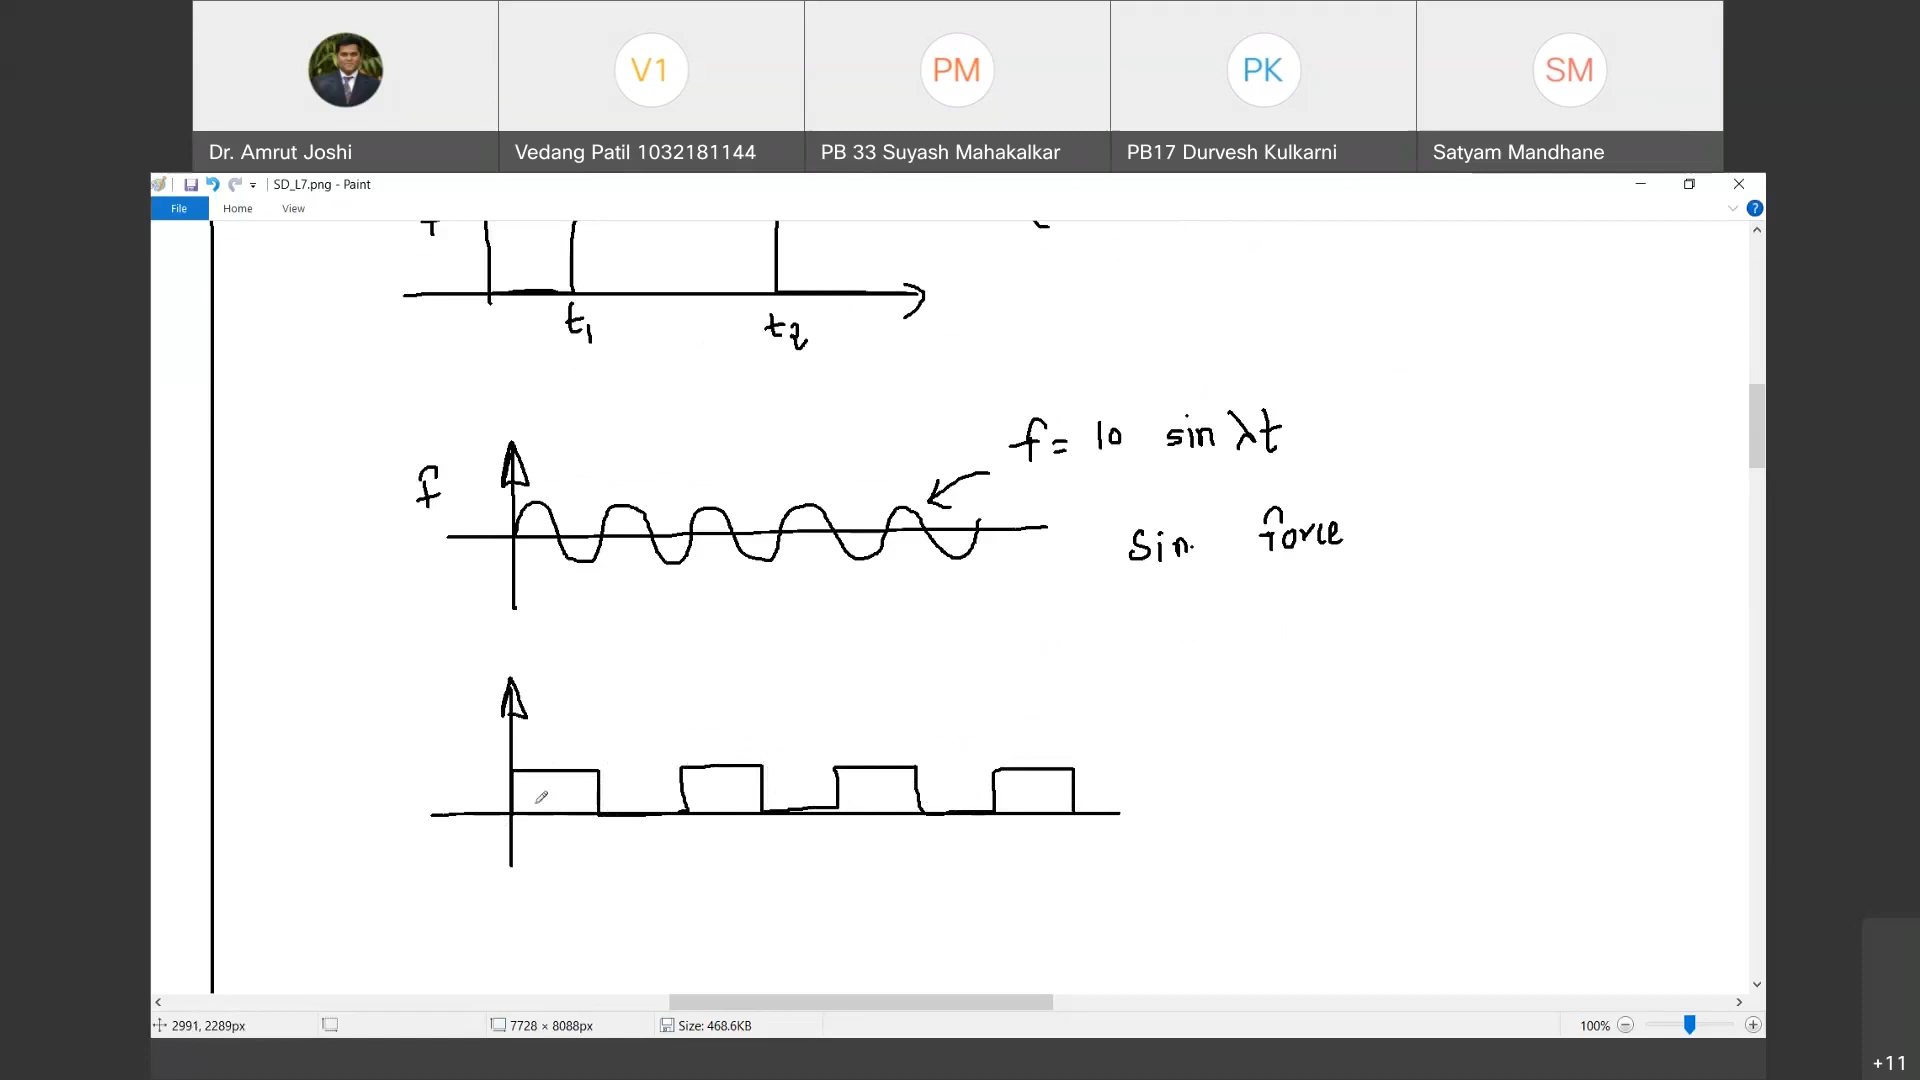 V1
PM
PK
SM
Dr. Amrut Joshi
Vedang Patil 1032181144
PB 33 Suyash Mahakalkar
PB17 Durvesh Kulkarni
Satyam Mandhane
SD_L7.png - Paint
File
Home
View
t1
t2
f = 10 sin λt
f
Sin. force
2991, 2289px
7728 × 8088px
Size: 468.6KB
100%
+11